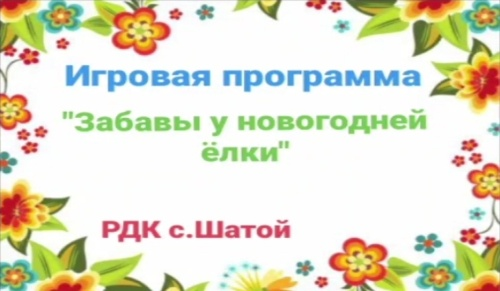 Игровая программа
"Забавы у новогодней
ёлки"
РДК с.Шатой